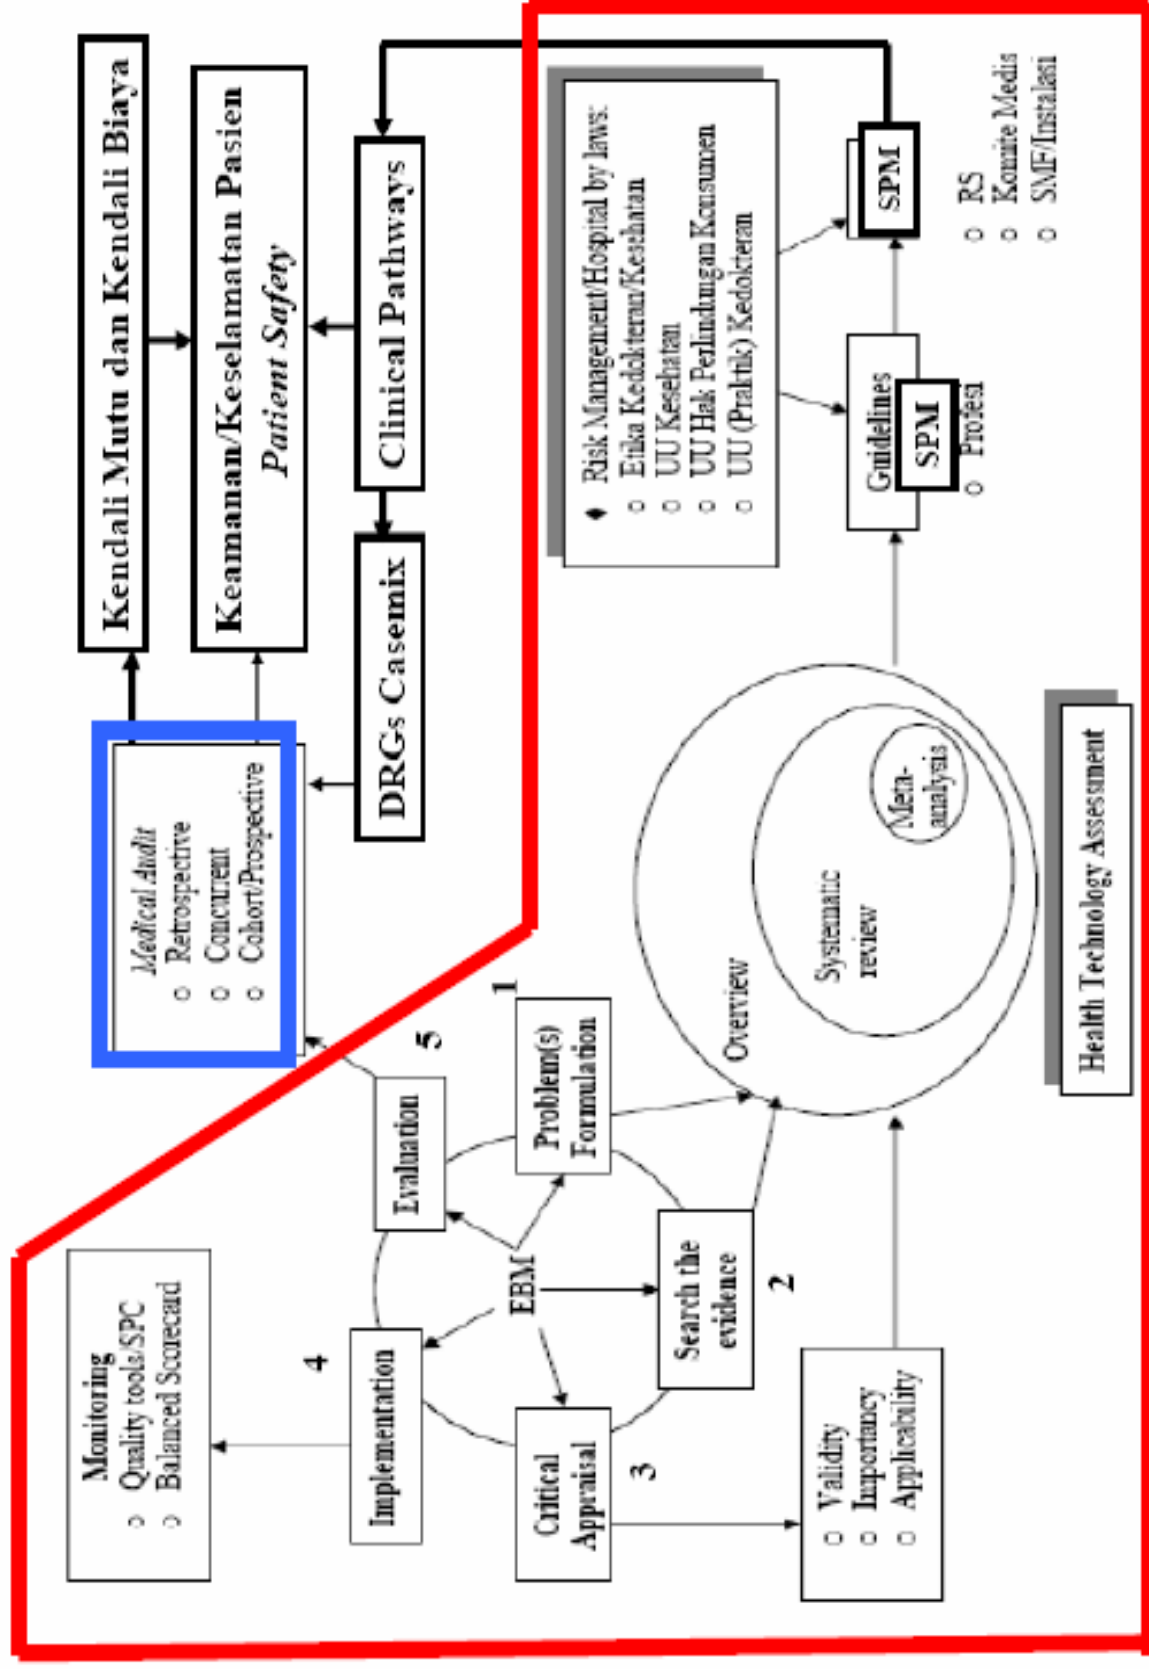 Monitoring
○ Quality tools/SPC
○ Balanced Scorecard
Medical Audit
○ Retrospective
○ Concurrent
○ Cohort/Prospective
Kendali Mutu dan Kendali Biaya
Keamanan/Keselamatan Pasien
Patient Safety
4
Implementation
Evaluation
5
DRGs Casemix
Clinical Pathways
EBM
Critical
Appraisal
3
Problem(s)
Formulation
1
Search the
evidence
2
♦ Risk Management/Hospital by laws:
○ Etika Kedokteran/Kesehatan
○ UU Kesehatan
○ UU Hak Perlindungan Konsumen
○ UU (Praktik) Kedokteran
○ Validity
○ Importancy
○ Applicability
Overview
Systematic
review
Meta-
analysis
Guidelines
SPM
○ Profesi
SPM
○ RS
○ Komite Medis
○ SMF/Instalasi
Health Technology Assessment